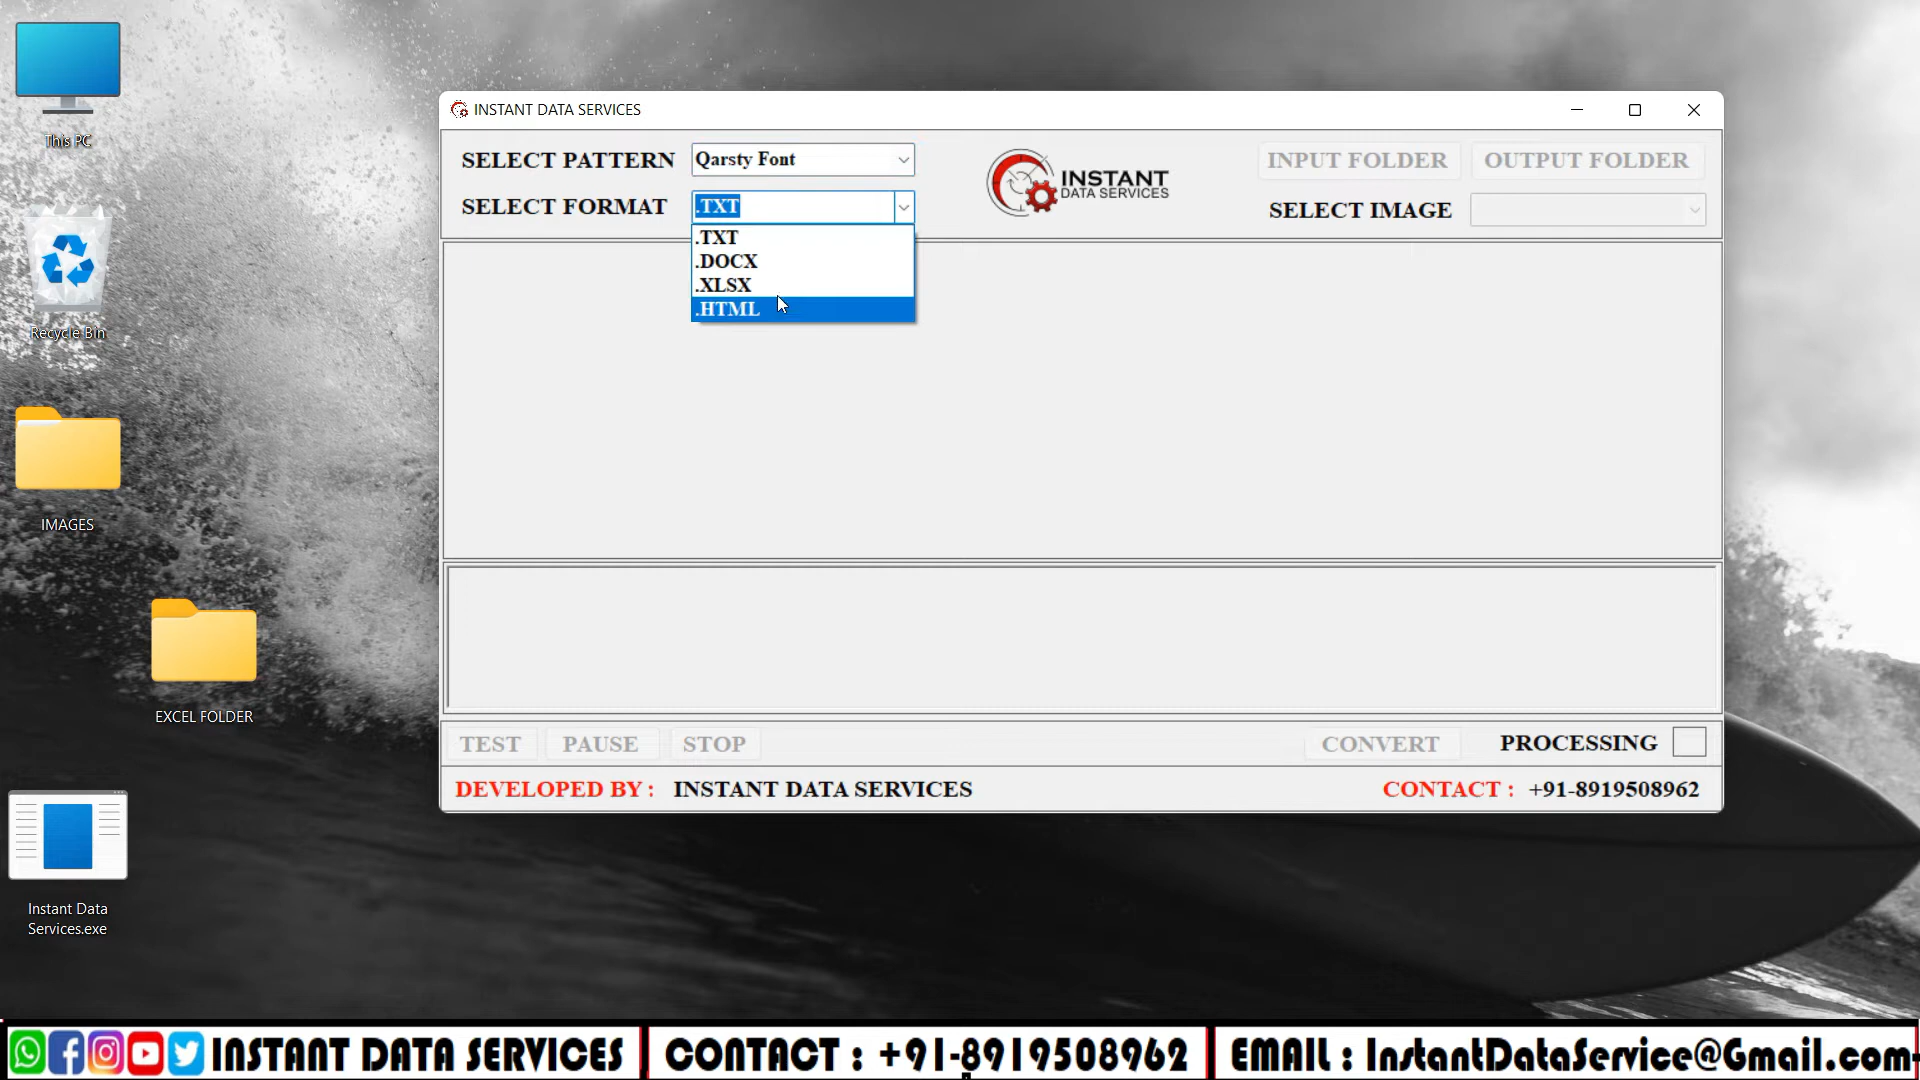 This PC
Recycle Bin
IMAGES
EXCEL FOLDER
Instant Data
Services.exe
INSTANT DATA SERVICES
SELECT PATTERN
Qarsty Font
SELECT FORMAT
.TXT
.TXT
.DOCX
.XLSX
.HTML
INSTANT
DATA SERVICES
INPUT FOLDER
OUTPUT FOLDER
SELECT IMAGE
TEST
PAUSE
STOP
CONVERT
PROCESSING
DEVELOPED BY : INSTANT DATA SERVICES
CONTACT : +91-8919508962
INSTANT DATA SERVICES
CONTACT : +91-8919508962
EMAIL : InstantDataService@Gmail.com